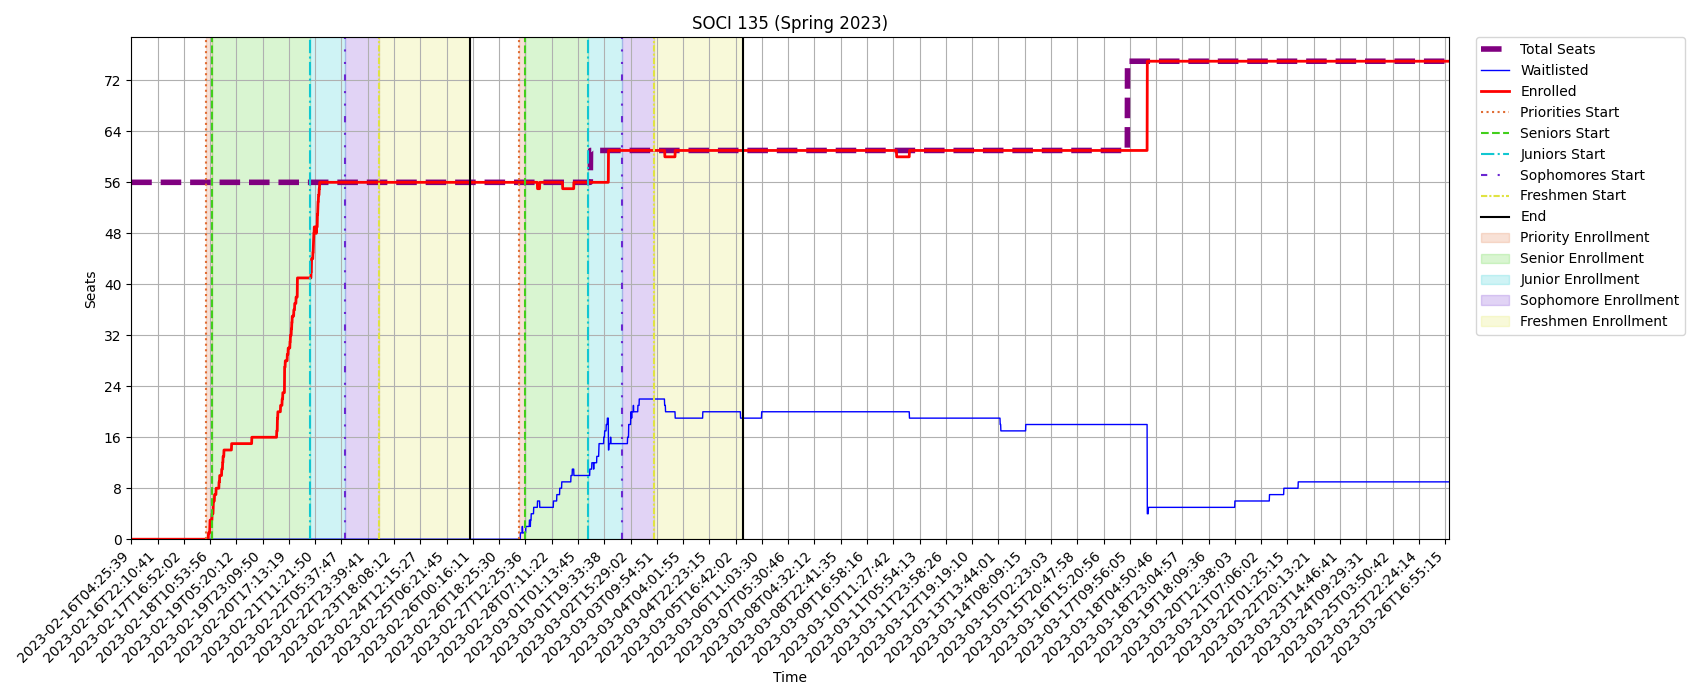 SOCI 135 (Spring 2023)
Seats
72
64
56
48
40
32
24
16
8
0
2023-02-16T04:25:39
2023-02-16T22:10:41
2023-02-17T16:52:02
2023-02-18T10:53:56
2023-02-19T05:20:12
2023-02-19T23:09:50
2023-02-20T17:13:19
2023-02-21T11:21:50
2023-02-22T05:37:47
2023-02-22T23:39:41
2023-02-23T18:08:12
2023-02-24T12:15:27
2023-02-25T06:21:45
2023-02-26T00:16:11
2023-02-26T18:25:30
2023-02-27T12:25:36
2023-02-28T07:11:22
2023-03-01T01:13:45
2023-03-01T19:33:38
2023-03-02T15:29:02
2023-03-03T09:54:51
2023-03-04T04:01:55
2023-03-04T22:23:15
2023-03-05T16:42:02
2023-03-06T11:03:30
2023-03-07T05:30:46
2023-03-08T04:32:12
2023-03-08T22:41:35
2023-03-09T16:58:16
2023-03-10T11:27:42
2023-03-11T05:54:13
2023-03-11T23:58:26
2023-03-12T19:19:10
2023-03-13T13:44:01
2023-03-14T08:09:15
2023-03-15T02:23:03
2023-03-15T20:47:58
2023-03-16T15:20:56
2023-03-17T09:56:05
2023-03-18T04:50:46
2023-03-18T23:04:57
2023-03-19T18:09:36
2023-03-20T12:38:03
2023-03-21T07:06:02
2023-03-22T01:25:15
2023-03-22T20:13:21
2023-03-23T14:46:41
2023-03-24T09:29:31
2023-03-25T03:50:42
2023-03-25T22:24:14
2023-03-26T16:55:15
Time
Total Seats
Waitlisted
Enrolled
Priorities Start
Seniors Start
Juniors Start
Sophomores Start
Freshmen Start
End
Priority Enrollment
Senior Enrollment
Junior Enrollment
Sophomore Enrollment
Freshmen Enrollment